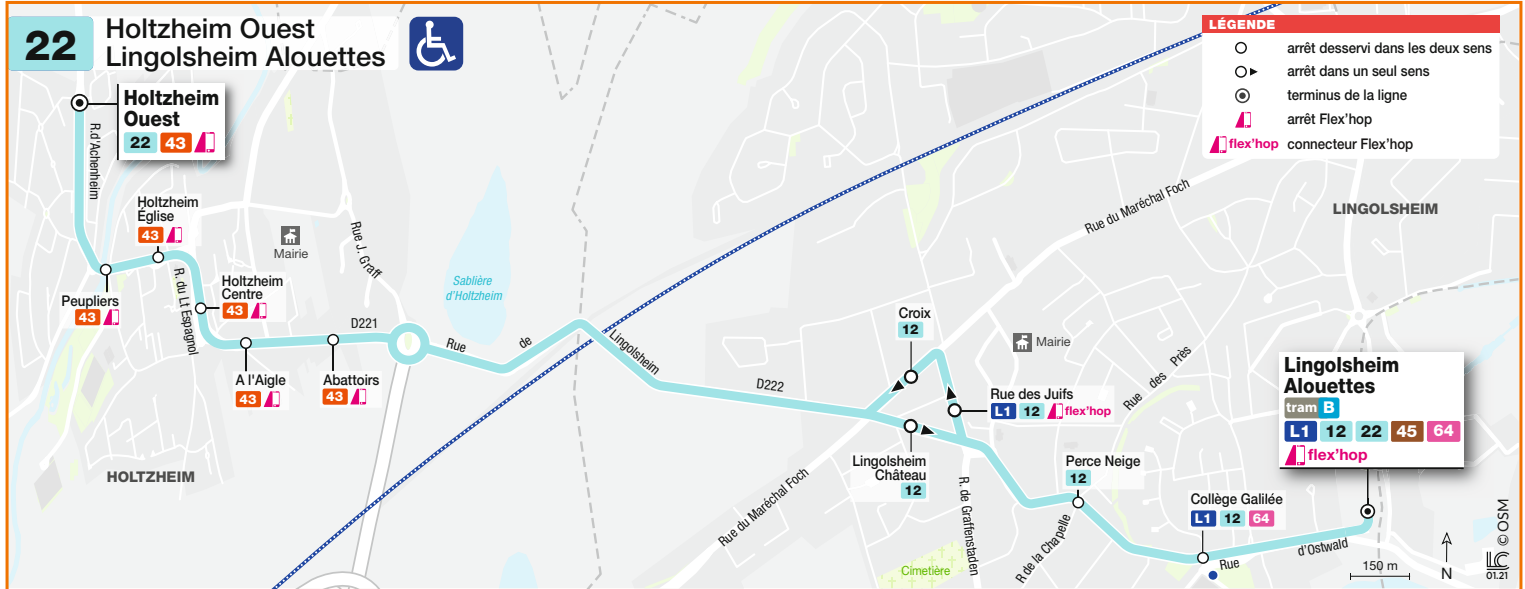 22
Holtzheim Ouest
Lingolsheim Alouettes
LÉGENDE
arrêt desservi dans les deux sens
arrêt dans un seul sens
terminus de la ligne
arrêt Flex'hop
flex'hop connecteur Flex'hop
Holtzheim
Ouest
22 43
R.d'Achenheim
Holtzheim
Église
43
Mairie
Rue J. Graff
Peupliers
43
R. du Lt Espagnol
Holtzheim
Centre
43
D221
A l'Aigle
43
Abattoirs
43
HOLTZHEIM
Sablière
d'Holtzheim
Rue de Lingolsheim
D222
Rue du Maréchal Foch
LINGOLSHEIM
Croix
12
Mairie
Rue des Juifs
L1 12 flex'hop
Rue des Près
Lingolsheim
Château
12
Rue du Maréchal Foch
R. de Graffenstaden
Cimetière
Perce Neige
12
R de la Chapelle
Collège Galilée
L1 12 64
Rue d'Ostwald
Lingolsheim
Alouettes
tram B
L1 12 22 45 64
flex'hop
150 m
N
© OSM
LC
01.21